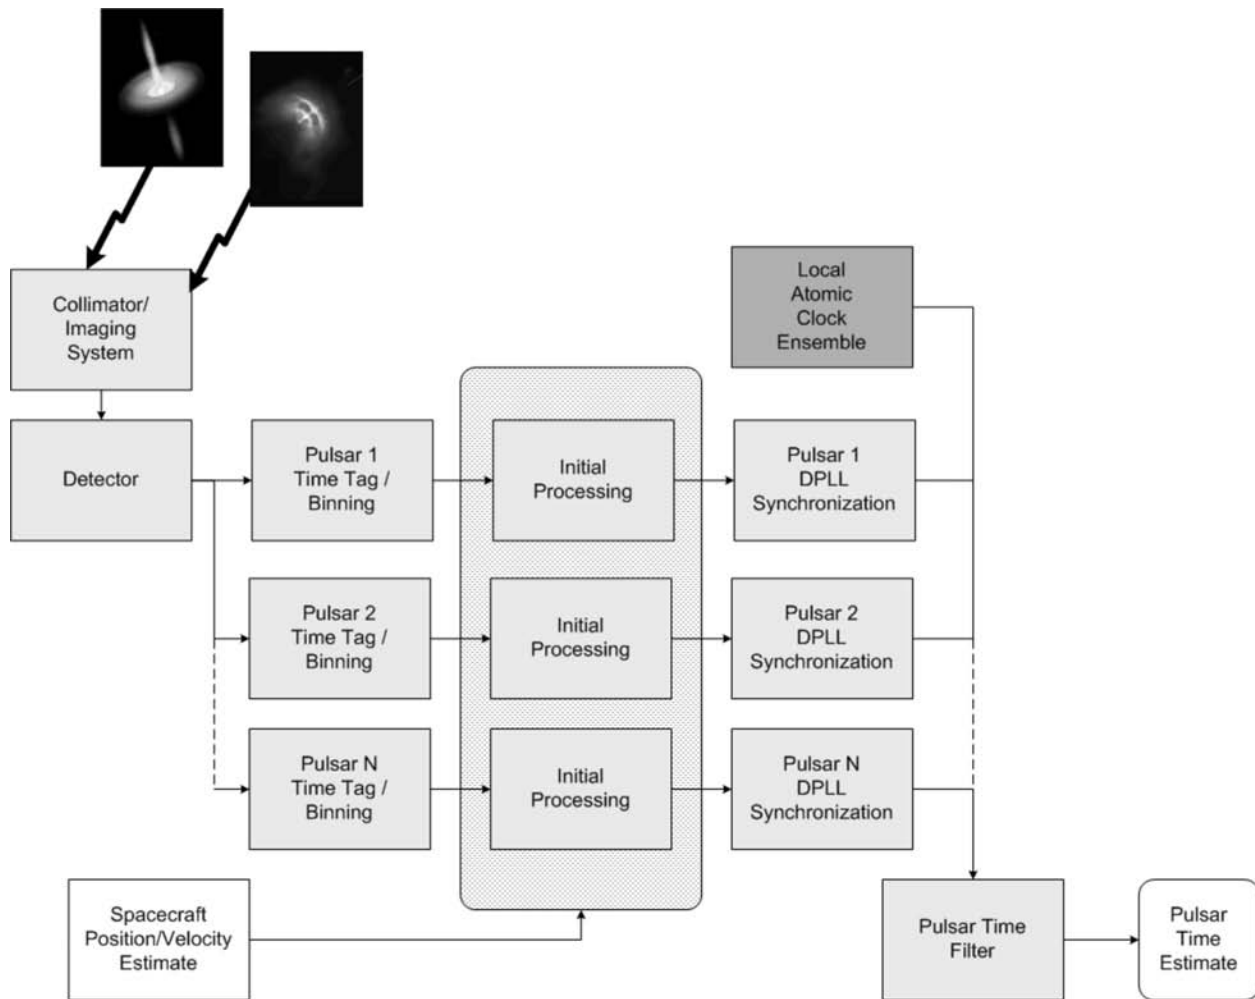 Collimator/
Imaging
System
Local
Atomic
Clock
Ensemble
Detector
Pulsar 1
Time Tag /
Binning
Initial
Processing
Pulsar 1
DPLL
Synchronization
Pulsar 2
Time Tag /
Binning
Initial
Processing
Pulsar 2
DPLL
Synchronization
Pulsar N
Time Tag /
Binning
Initial
Processing
Pulsar N
DPLL
Synchronization
Spacecraft
Position/Velocity
Estimate
Pulsar Time
Filter
Pulsar
Time
Estimate